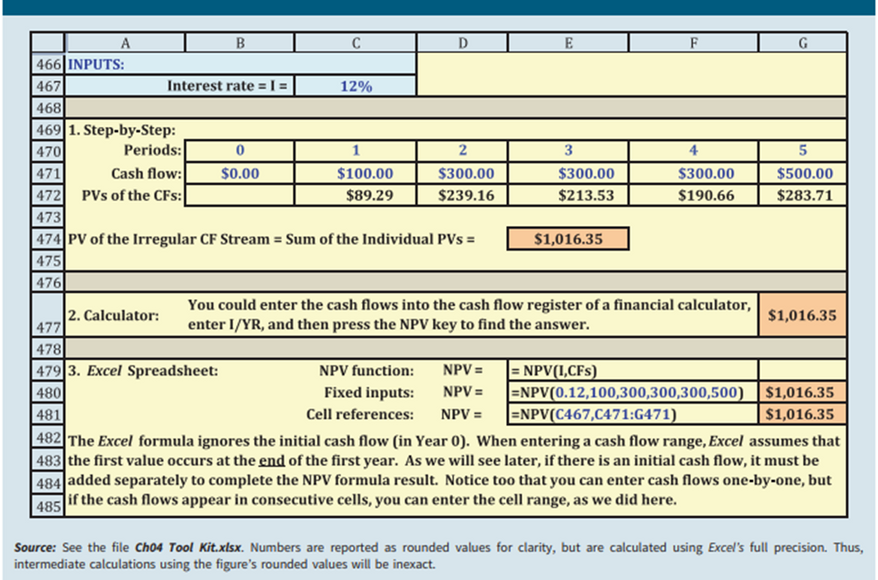 A B C D E F G
466 INPUTS:
467 Interest rate = I = 12%
468
469 1. Step-by-Step:
470 Periods: 0 1 2 3 4 5
471 Cash flow: $0.00 $100.00 $300.00 $300.00 $300.00 $500.00
472 PVs of the CFs: $89.29 $239.16 $213.53 $190.66 $283.71
473
474 PV of the Irregular CF Stream = Sum of the Individual PVs = $1,016.35
475
476
477 2. Calculator: You could enter the cash flows into the cash flow register of a financial calculator,
enter I/YR, and then press the NPV key to find the answer. $1,016.35
478
479 3. Excel Spreadsheet: NPV function: NPV = = NPV(I,CFs)
480 Fixed inputs: NPV = =NPV(0.12,100,300,300,300,500) $1,016.35
481 Cell references: NPV = =NPV(C467,C471:G471) $1,016.35
482 The Excel formula ignores the initial cash flow (in Year 0). When entering a cash flow range, Excel assumes that
483 the first value occurs at the end of the first year. As we will see later, if there is an initial cash flow, it must be
484 added separately to complete the NPV formula result. Notice too that you can enter cash flows one-by-one, but
485 if the cash flows appear in consecutive cells, you can enter the cell range, as we did here.
Source: See the file Ch04 Tool Kit.xlsx. Numbers are reported as rounded values for clarity, but are calculated using Excel's full precision. Thus,
intermediate calculations using the figure's rounded values will be inexact.